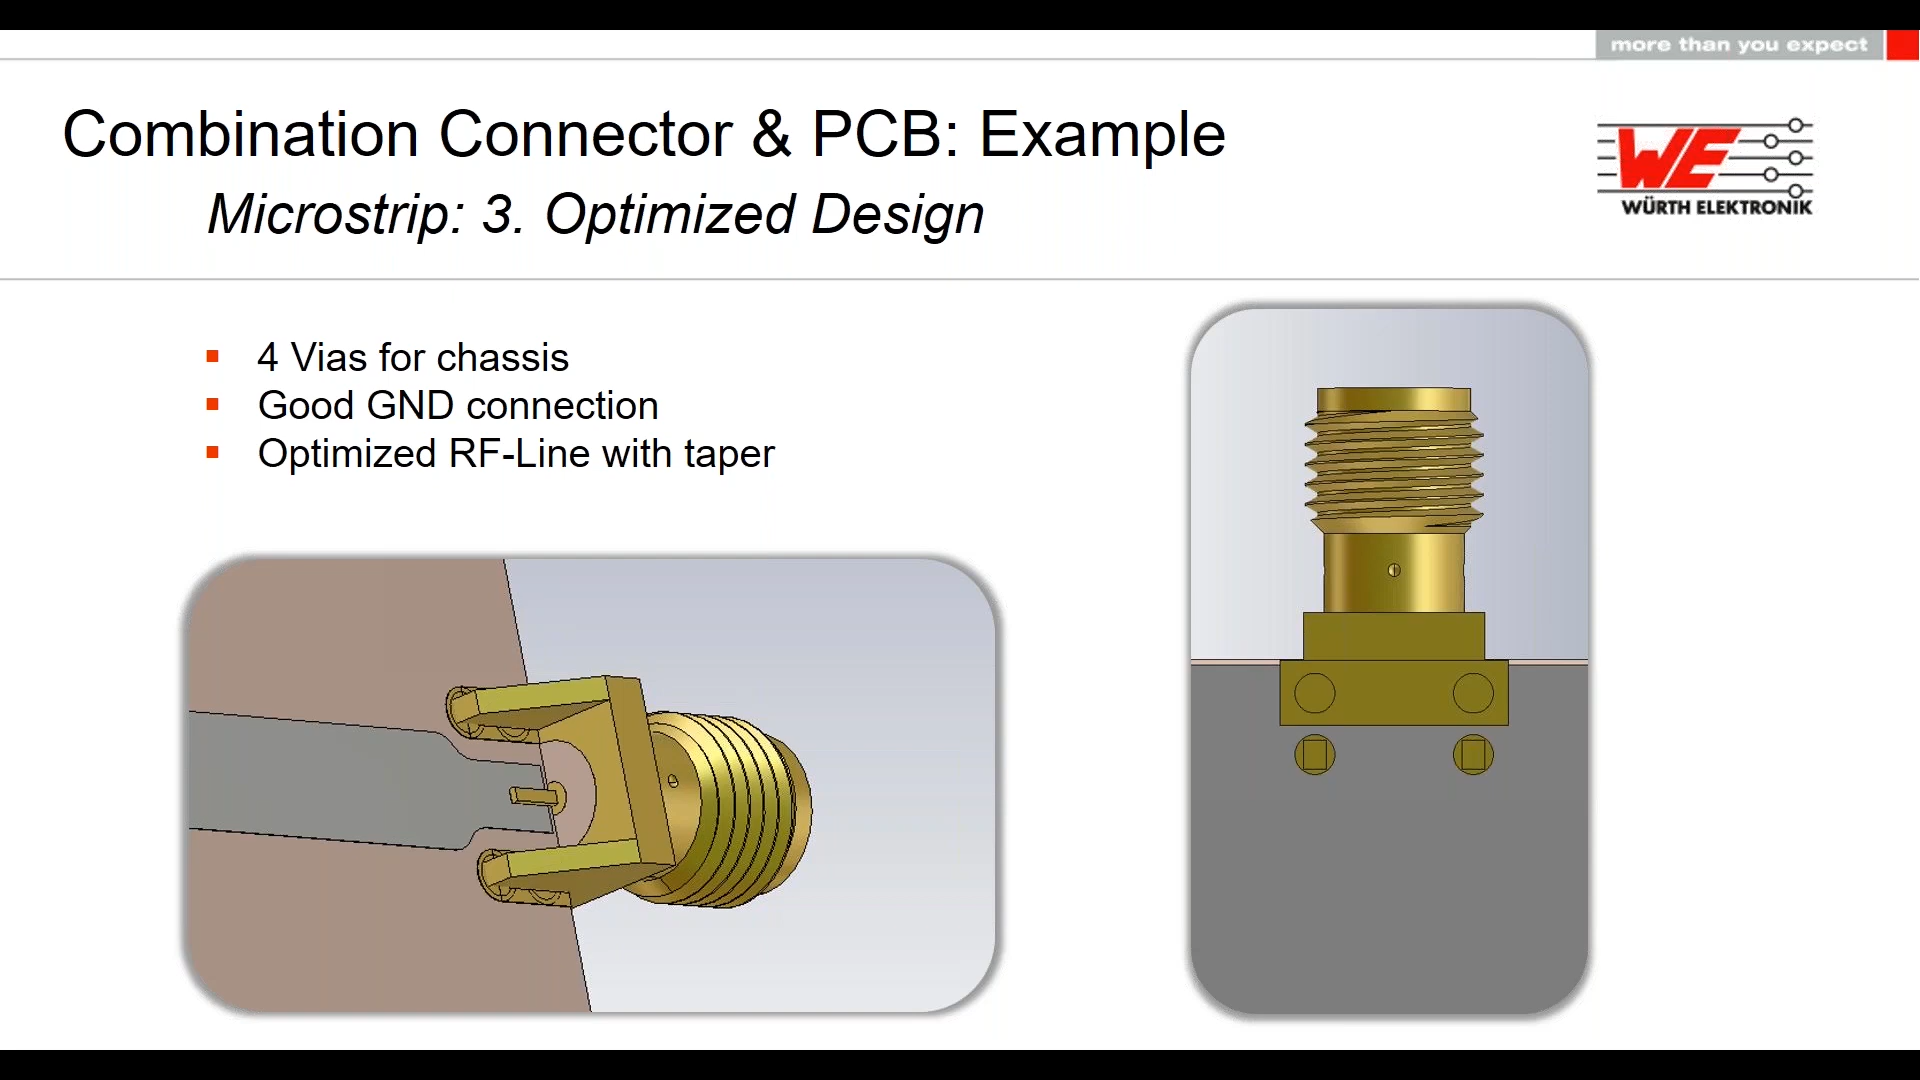 more than you expect
Combination Connector & PCB: Example
Microstrip: 3. Optimized Design
WE
WÜRTH ELEKTRONIK
4 Vias for chassis
Good GND connection
Optimized RF-Line with taper